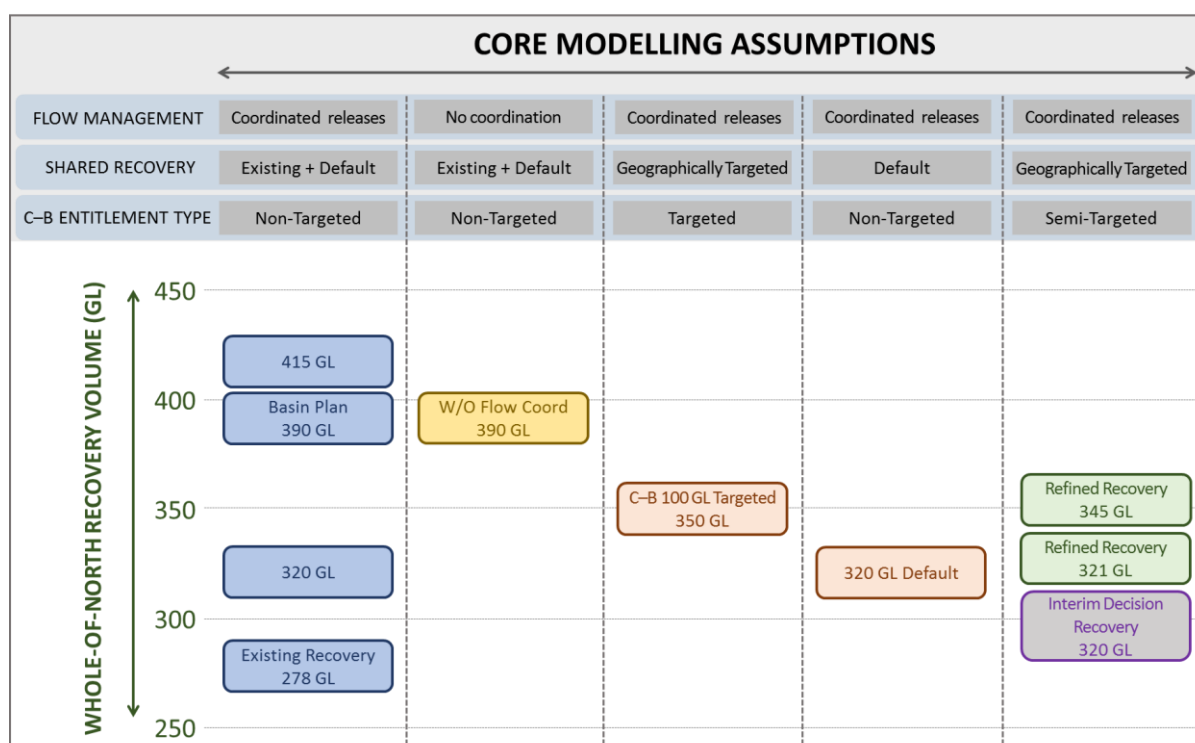 CORE MODELLING ASSUMPTIONS
FLOW MANAGEMENT Coordinated releases No coordination Coordinated releases Coordinated releases Coordinated releases
SHARED RECOVERY Existing + Default Existing + Default Geographically Targeted Default Geographically Targeted
C–B ENTITLEMENT TYPE Non-Targeted Non-Targeted Targeted Non-Targeted Semi-Targeted
WHOLE-OF-NORTH RECOVERY VOLUME (GL)
450
400
350
300
250
415 GL
Basin Plan
390 GL
320 GL
Existing Recovery
278 GL
W/O Flow Coord
390 GL
C–B 100 GL Targeted
350 GL
320 GL Default
Refined Recovery
345 GL
Refined Recovery
321 GL
Interim Decision
Recovery
320 GL